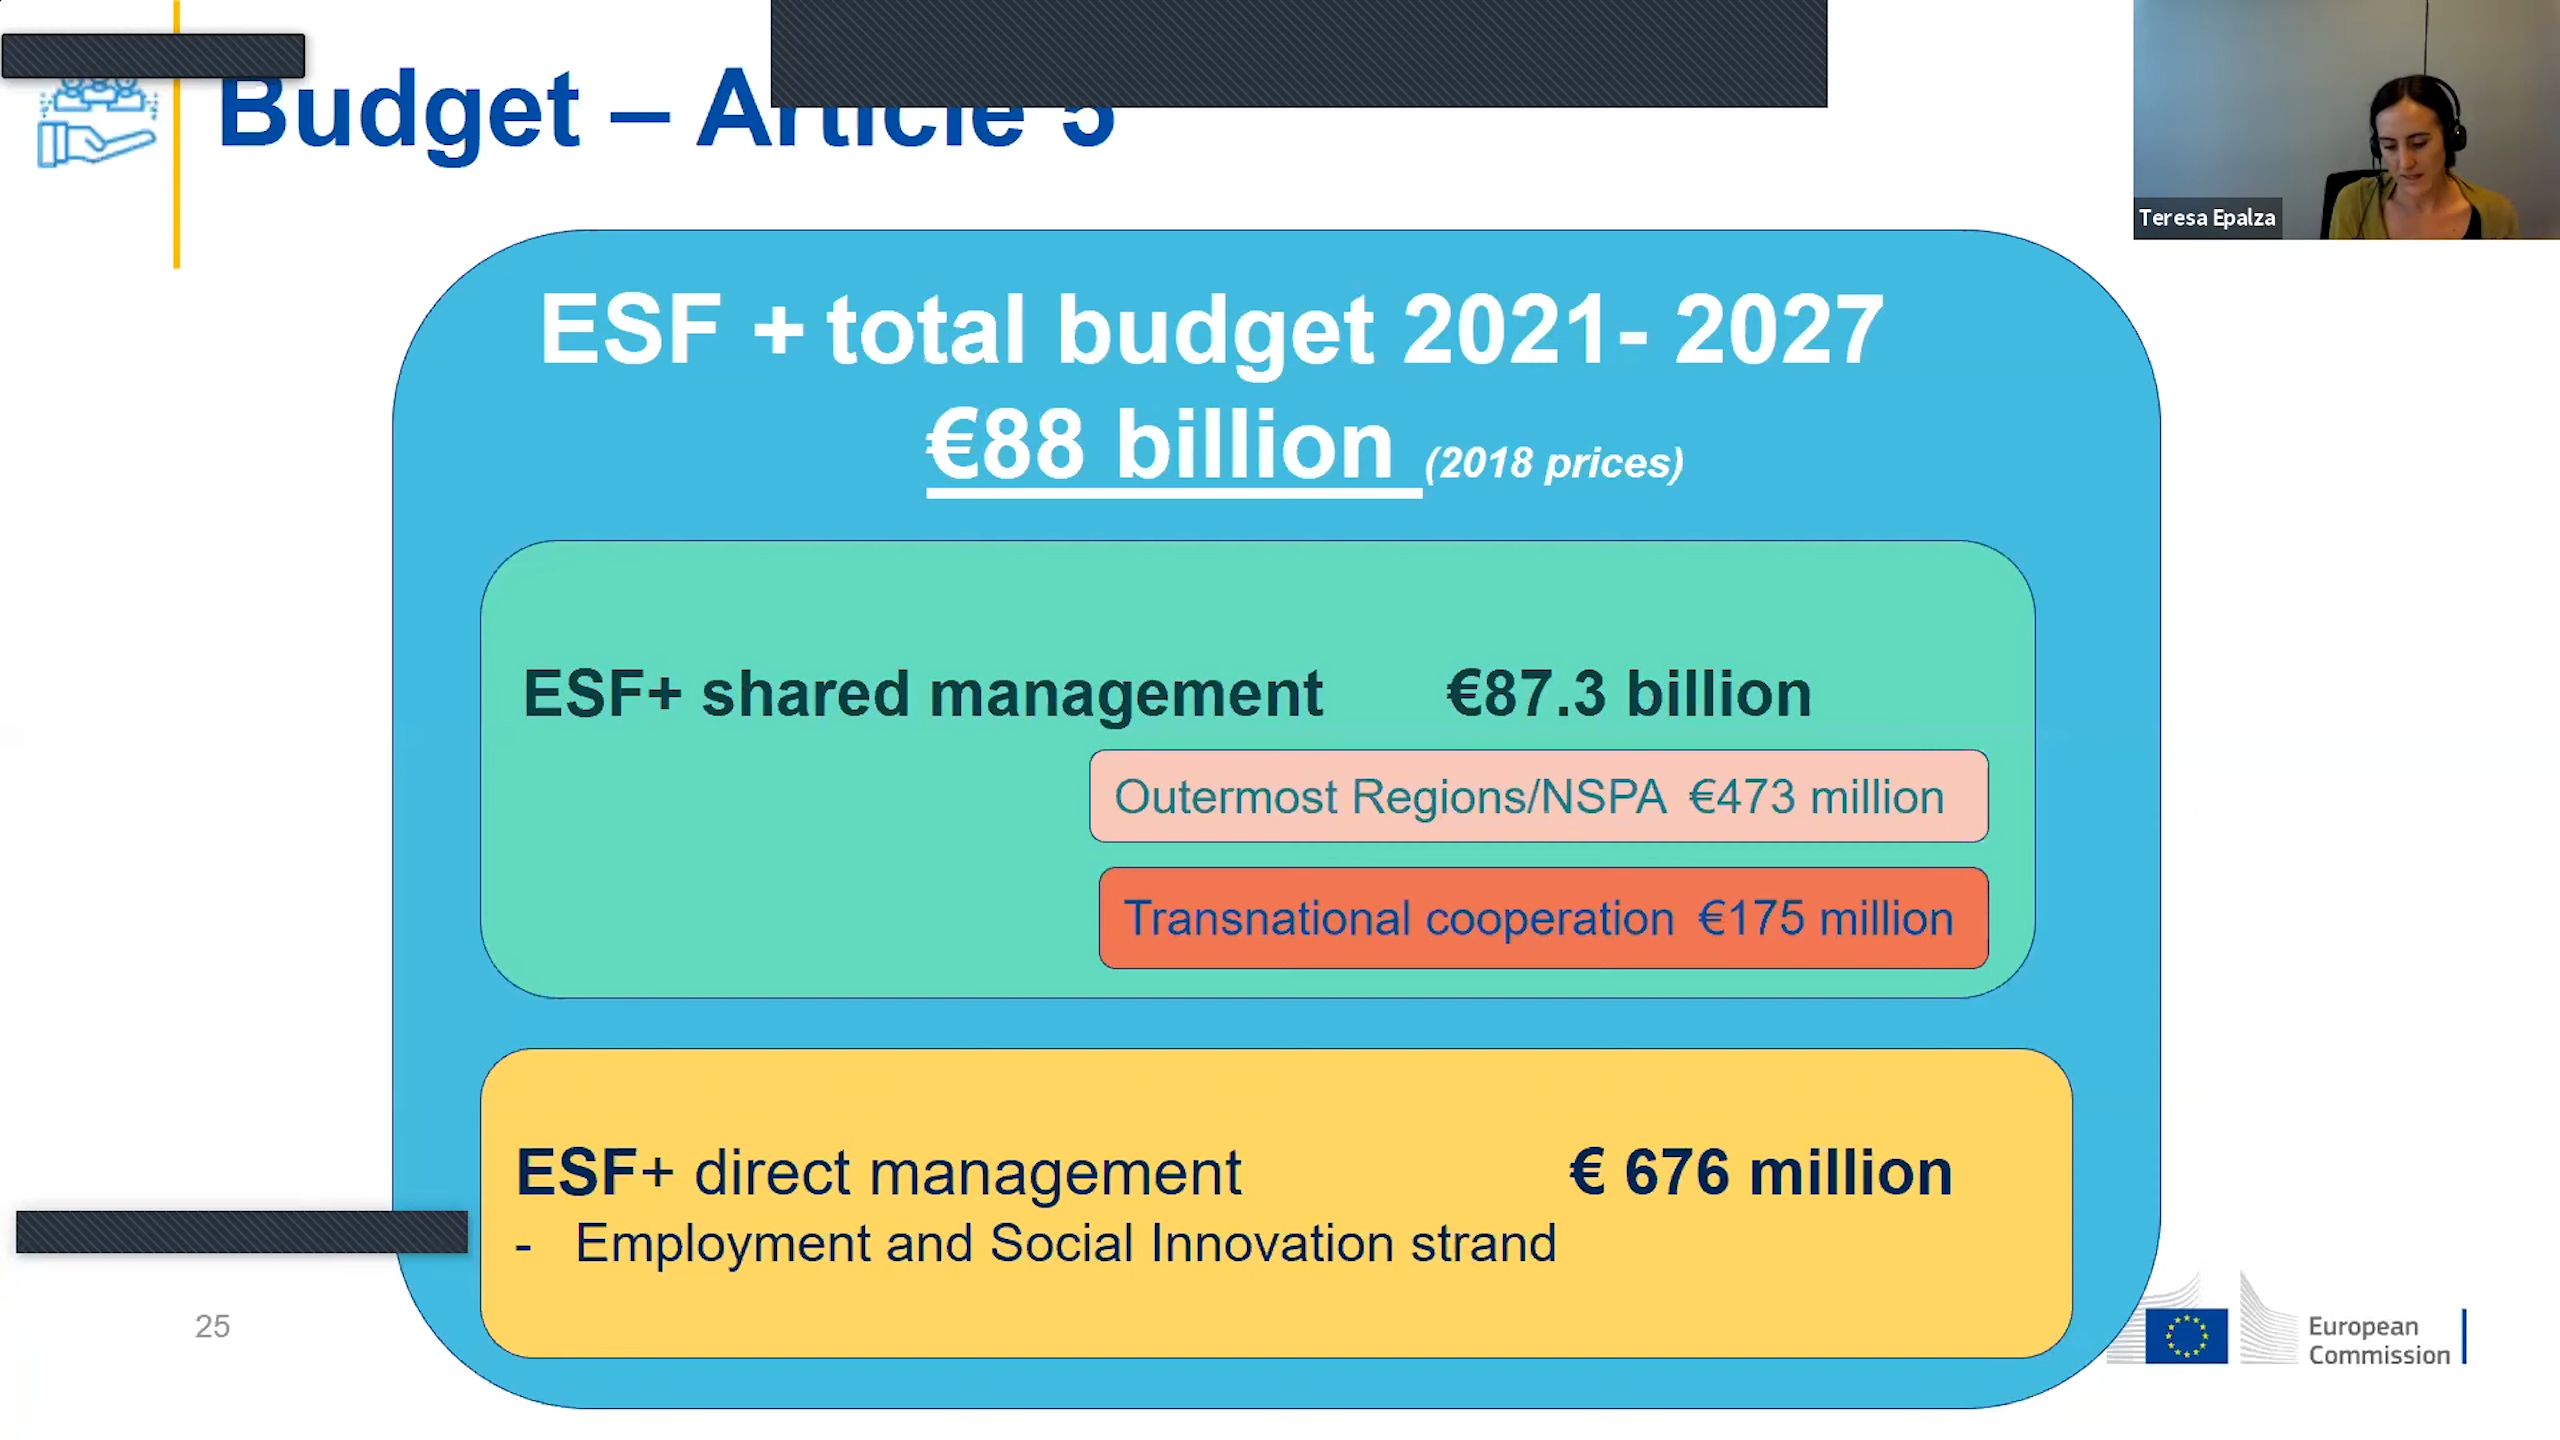 Budget – Article 5
Teresa Epalza
ESF + total budget 2021- 2027
€88 billion (2018 prices)
ESF+ shared management €87.3 billion
Outermost Regions/NSPA €473 million
Transnational cooperation €175 million
ESF+ direct management € 676 million
- Employment and Social Innovation strand
25
European
Commission